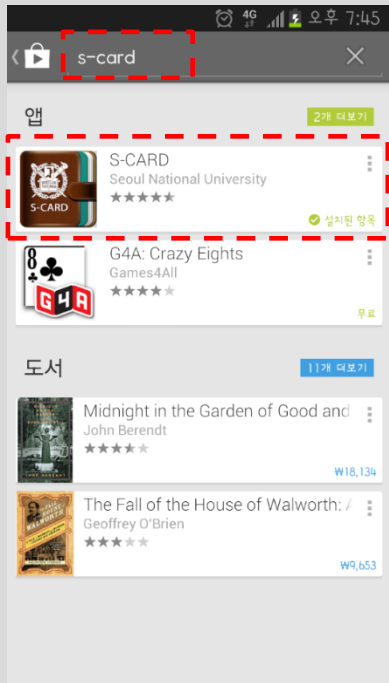 4G 오후 7:45
s-card
앱
2개 더보기
S-CARD
Seoul National University
S-CARD
설치된 항목
G4A: Crazy Eights
Games4All
8
G4A
무료
도서
11개 더보기
Midnight in the Garden of Good and
John Berendt
₩18,134
The Fall of the House of Walworth: A
Geoffrey O'Brien
₩9,653